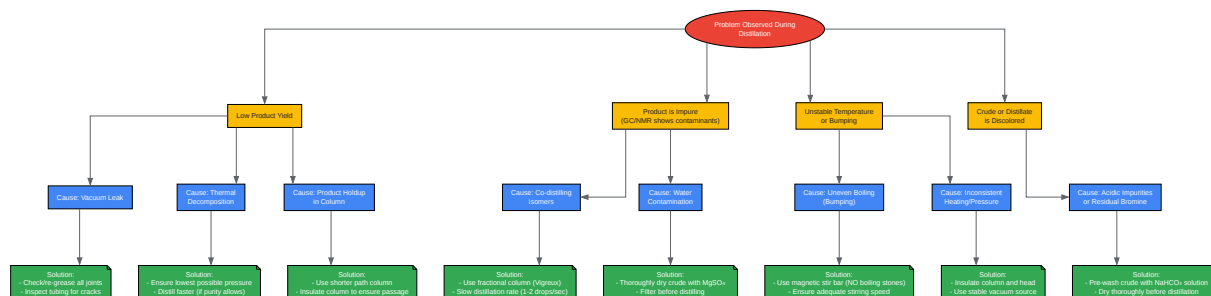 Problem Observed During
Distillation
Low Product Yield
Product is Impure
(GC/NMR shows contaminants)
Unstable Temperature
or Bumping
Crude or Distillate
is Discolored
Cause: Vacuum Leak
Cause: Thermal
Decomposition
Cause: Product Holdup
in Column
Cause: Co-distilling
Isomers
Cause: Water
Contamination
Cause: Uneven Boiling
(Bumping)
Cause: Inconsistent
Heating/Pressure
Cause: Acidic Impurities
or Residual Bromine
Solution:
- Check/re-grease all joints
- Inspect tubing for cracks
Solution:
- Ensure lowest possible pressure
- Distill faster (if purity allows)
Solution:
- Use shorter path column
- Insulate column to ensure passage
Solution:
- Use fractional column (Vigreux)
- Slow distillation rate (1-2 drops/sec)
Solution:
- Thoroughly dry crude with MgSO₄
- Filter before distilling
Solution:
- Use magnetic stir bar (NO boiling stones)
- Ensure adequate stirring speed
Solution:
- Insulate column and head
- Use stable vacuum source
Solution:
- Pre-wash crude with NaHCO₃ solution
- Dry thoroughly before distillation